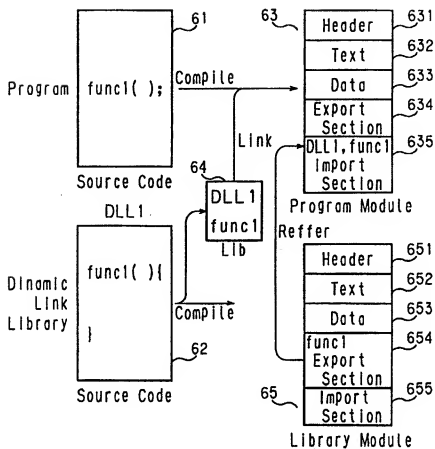 61
Program
func1( );
Source Code
Compile
Link
64
DLL1
func1
Lib
63
Header
631
Text
632
Data
633
Export
Section
634
DLL1,func1
Import
Section
635
Program Module
Reffer
DLL1
Dinamic
Link
Library
func1( ){
}
Compile
62
Source Code
Header
651
Text
652
Data
653
func1
Export
Section
654
65
Import
Section
655
Library Module